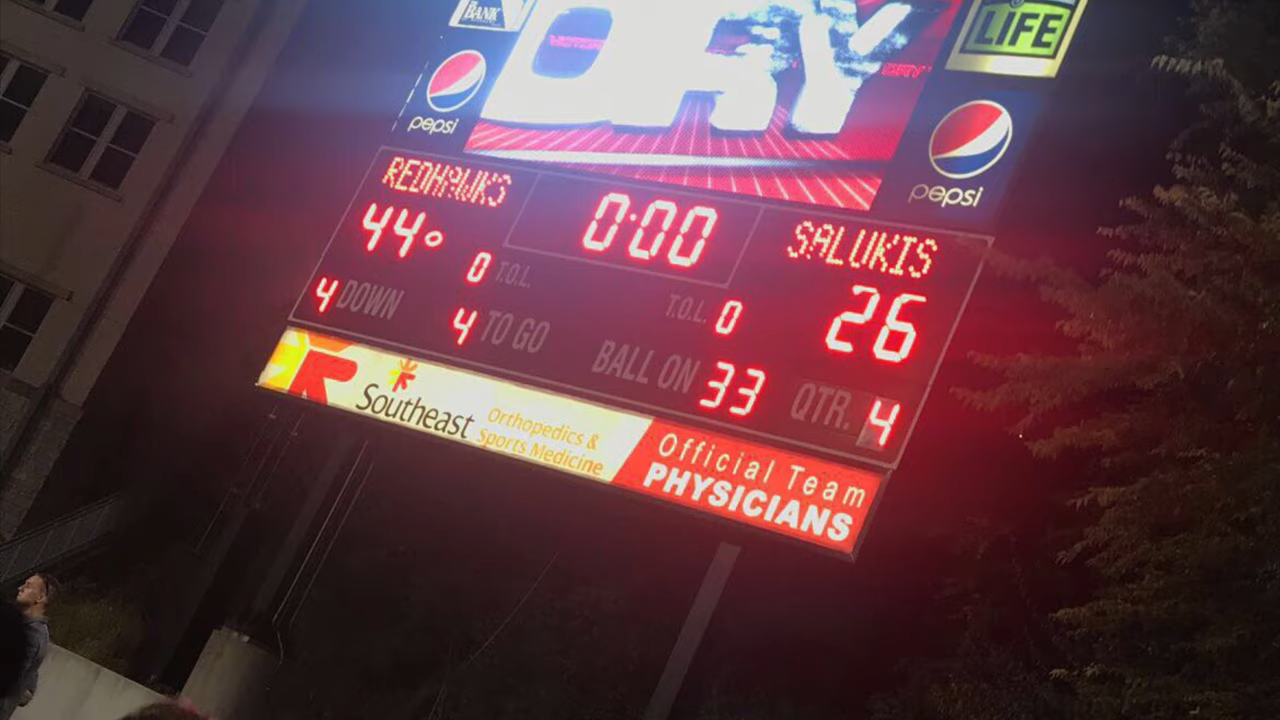 BANK
LIFE
RY
pepsi
pepsi
REDHAWKS
0:00
SALUKIS
44
0 T.O.L.
T.O.L. 0
26
4 DOWN
4 TO GO
BALL ON 33
QTR. 4
Southeast
Orthopedics &
Sports Medicine
Official Team
PHYSICIANS